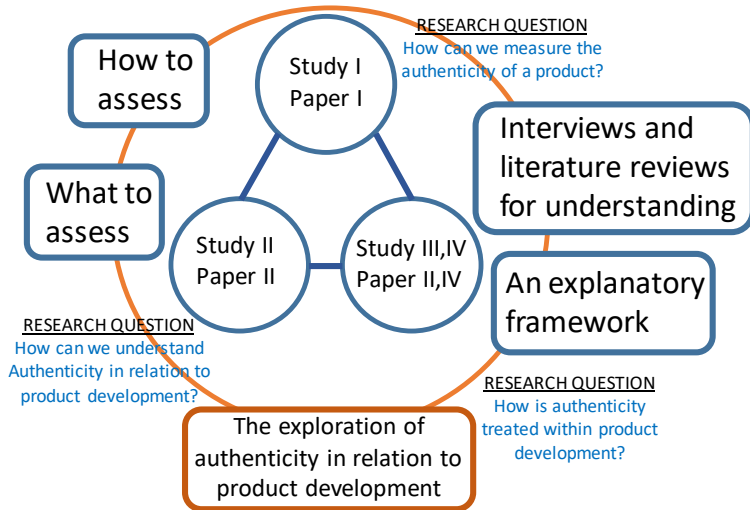 RESEARCH QUESTION
How can we measure the
authenticity of a product?
How to
assess
Study I
Paper I
Interviews and
literature reviews
for understanding
What to
assess
Study II
Paper II
Study III,IV
Paper II,IV
An explanatory
framework
RESEARCH QUESTION
How can we understand
Authenticity in relation to
product development?
RESEARCH QUESTION
How is authenticity
treated within product
development?
The exploration of
authenticity in relation to
product development